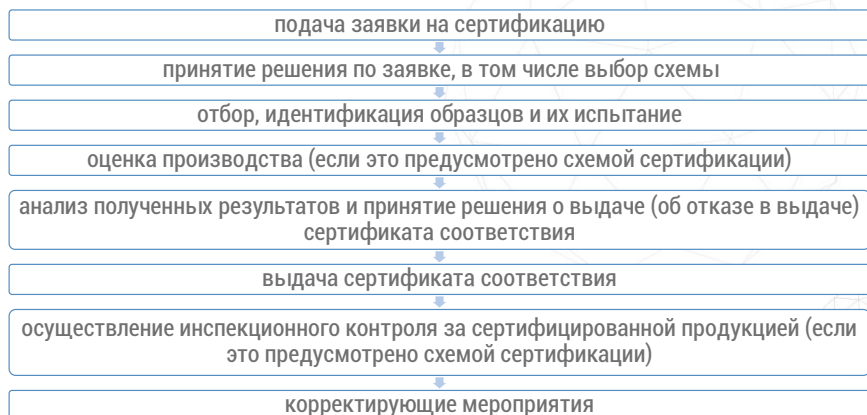 подача заявки на сертификацию
принятие решения по заявке, в том числе выбор схемы
отбор, идентификация образцов и их испытание
оценка производства (если это предусмотрено схемой сертификации)
анализ полученных результатов и принятие решения о выдаче (об отказе в выдаче)
сертификата соответствия
выдача сертификата соответствия
осуществление инспекционного контроля за сертифицированной продукцией (если
это предусмотрено схемой сертификации)
корректирующие мероприятия